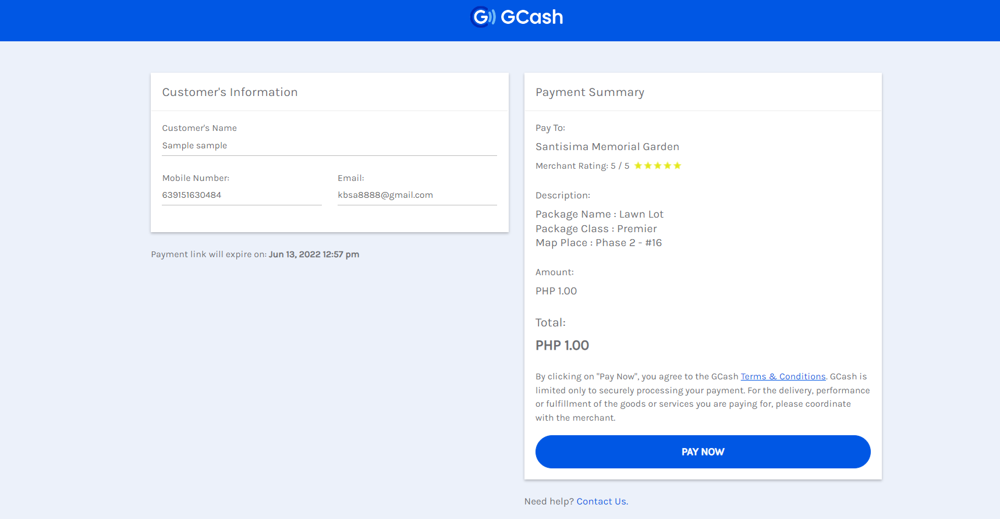 GCash
Customer's Information
Customer's Name
Sample sample
Mobile Number:
639151630484
Email:
kbsa8888@gmail.com
Payment link will expire on: Jun 13, 2022 12:57 pm
Payment Summary
Pay To:
Santisima Memorial Garden
Merchant Rating: 5 / 5 ★★★★★
Description:
Package Name : Lawn Lot
Package Class : Premier
Map Place : Phase 2 - #16
Amount:
PHP 1.00
Total:
PHP 1.00
By clicking on "Pay Now", you agree to the GCash Terms & Conditions. GCash is
limited only to securely processing your payment. For the delivery, performance
or fulfillment of the goods or services you are paying for, please coordinate
with the merchant.
PAY NOW
Need help? Contact Us.